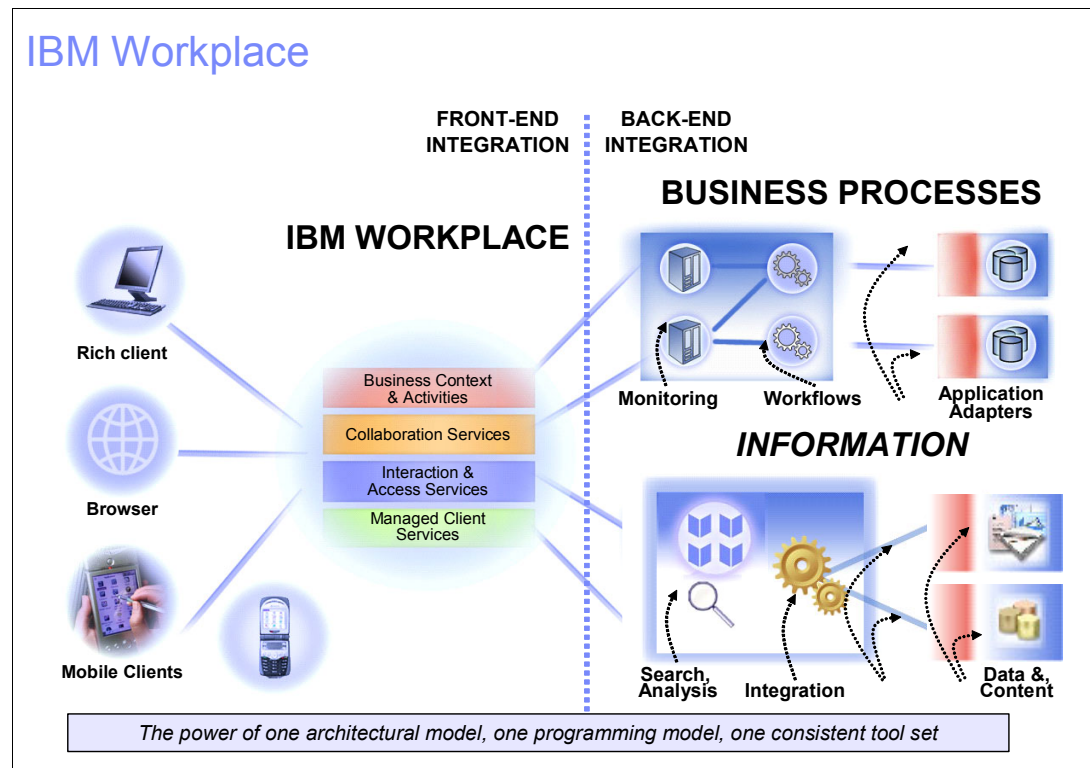 IBM Workplace
FRONT-END
INTEGRATION
BACK-END
INTEGRATION
BUSINESS PROCESSES
IBM WORKPLACE
Rich client
Browser
Mobile Clients
Business Context
& Activities
Collaboration Services
Interaction &
Access Services
Managed Client
Services
Monitoring
Workflows
Application
Adapters
INFORMATION
Search,
Analysis
Integration
Data &,
Content
The power of one architectural model, one programming model, one consistent tool set